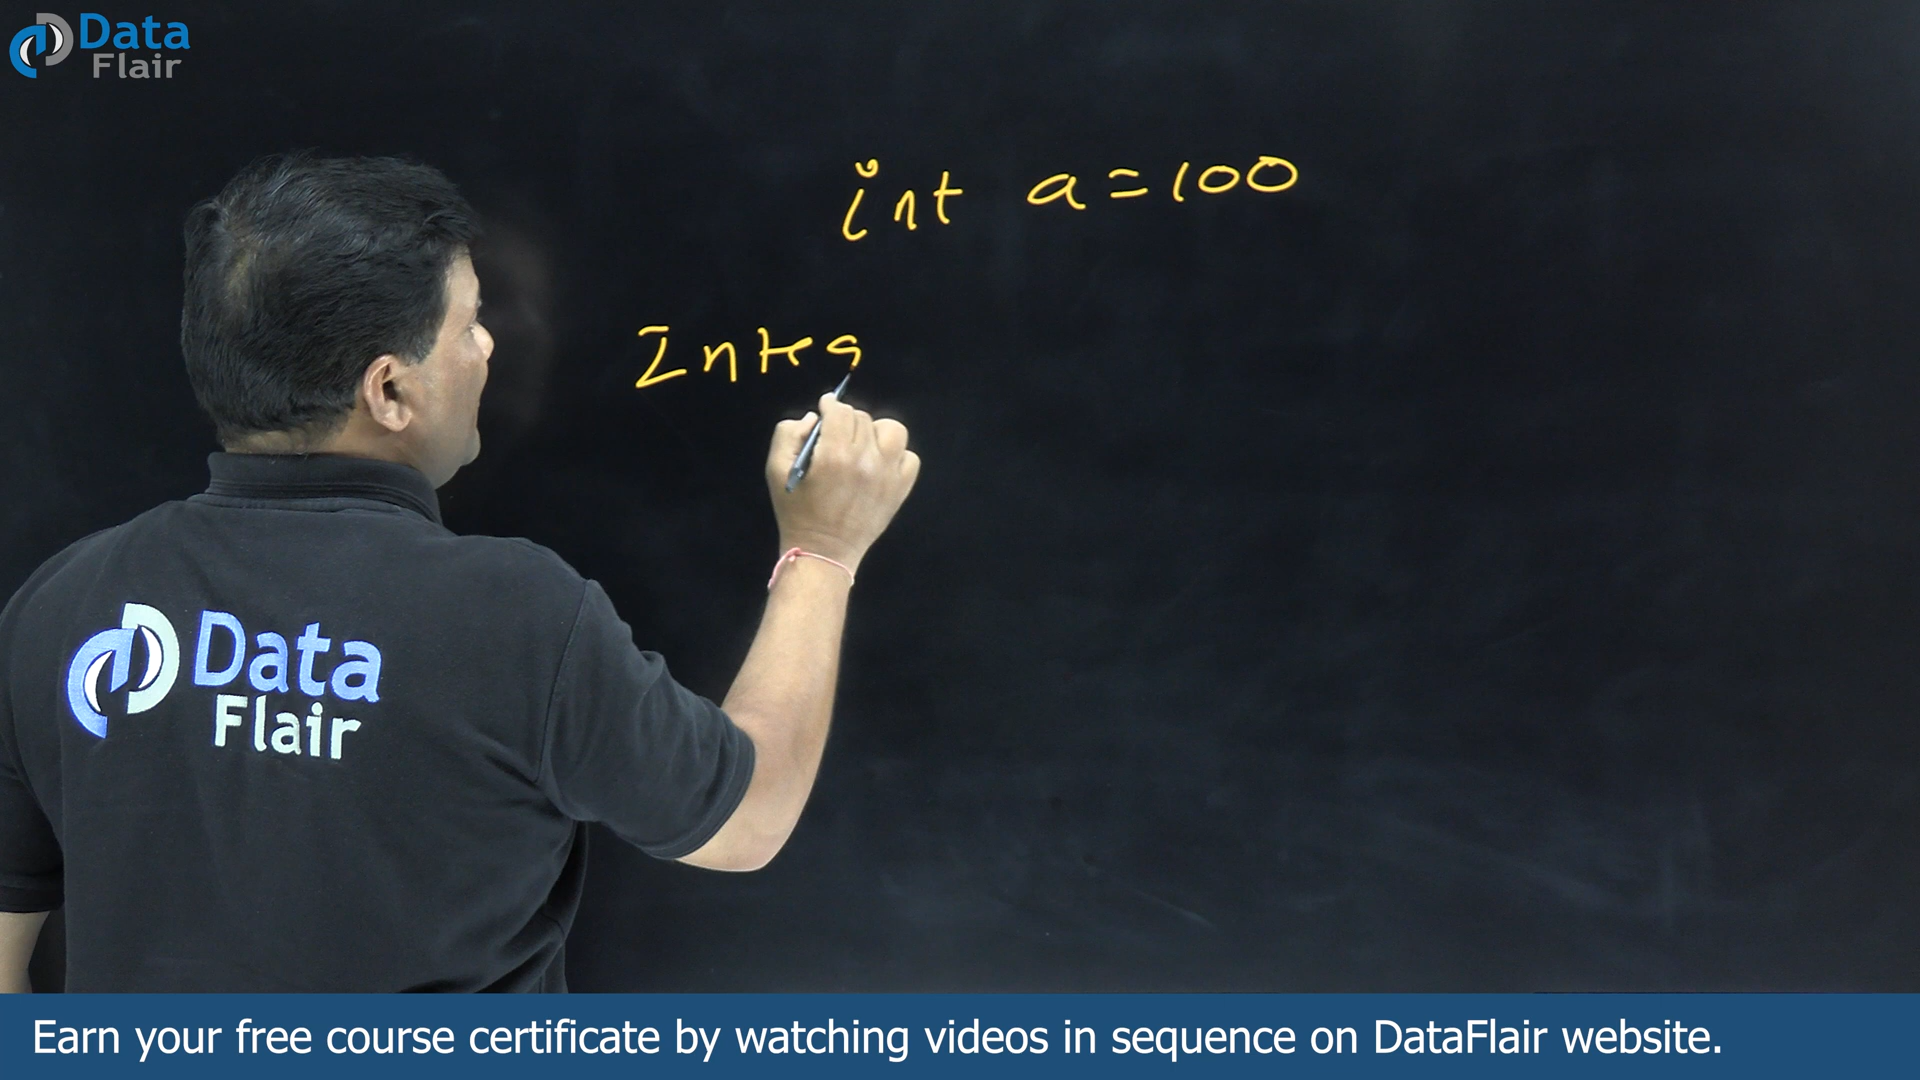 Data
Flair
int a=100
Integ
Data
Flair
Earn your free course certificate by watching videos in sequence on DataFlair website.